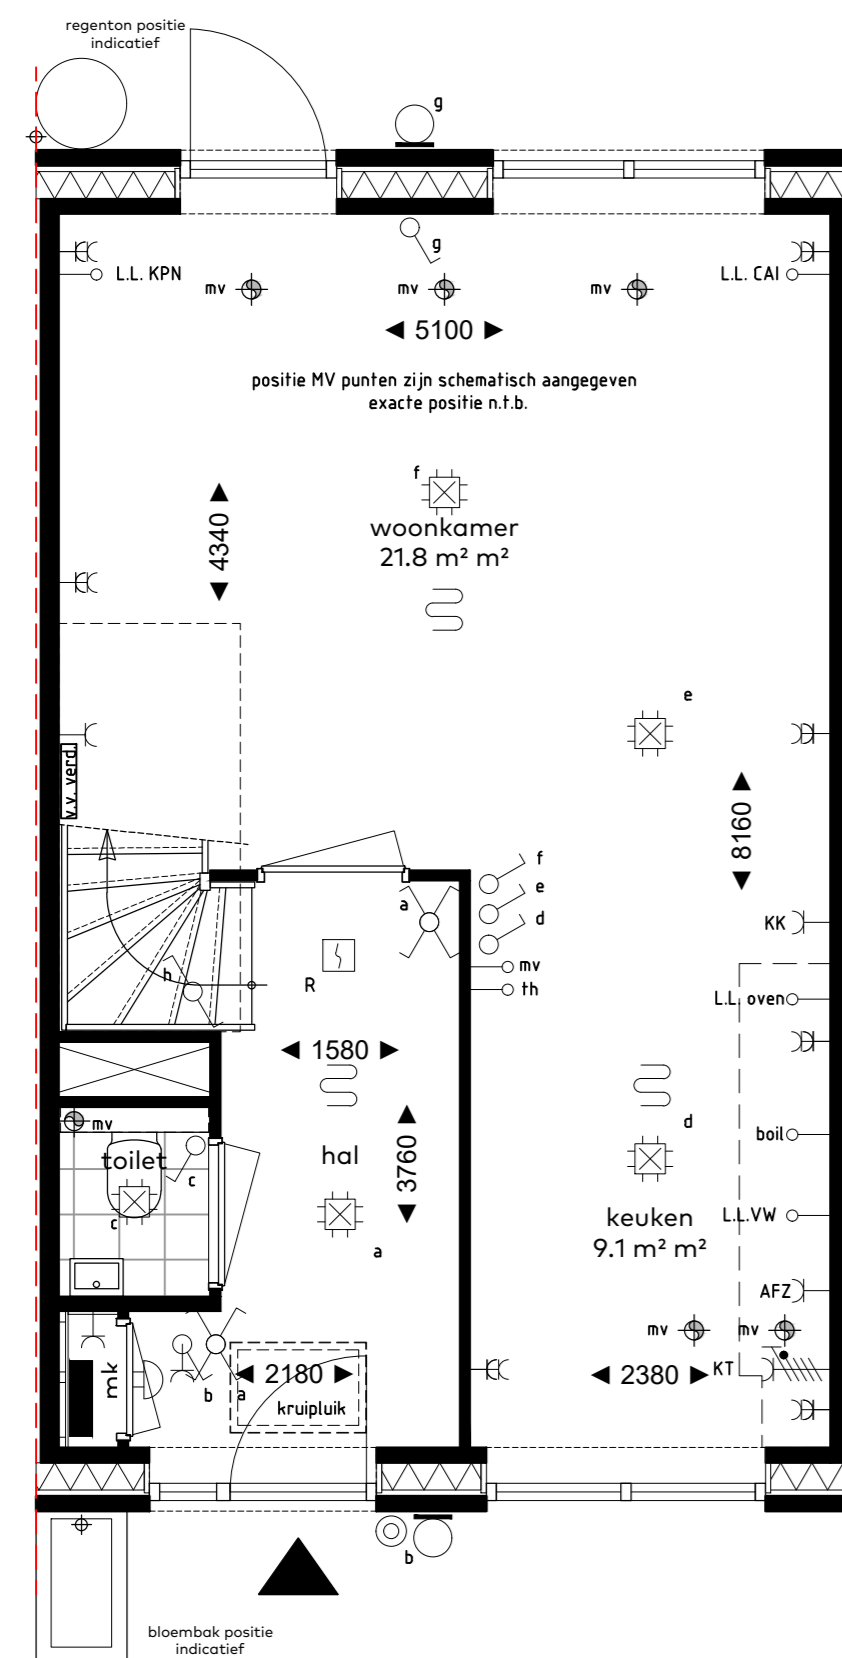 regenton positie
indicatief
g
g
L.L. KPN
L.L. CAI
mv
mv
mv
5100
positie MV punten zijn schematisch aangegeven
exacte positie n.t.b.
f
4340
woonkamer
21.8 m² m²
e
v.v. verd.
8160
f
a
e
d
KK
h
R
mv
th
L.L. oven
1580
mv
toilet
c
c
hal
3760
a
d
boil
keuken
9.1 m² m²
L.L.VW
AFZ
mv
mv
mk
b
a
2180
kruipluik
2380
KT
b
bloembak positie
indicatief